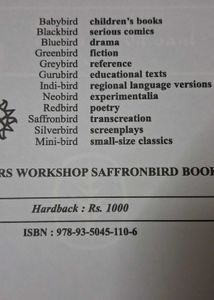 Babybird children's books
Blackbird serious comics
Bluebird drama
Greenbird fiction
Greybird reference
Gurubird educational texts
Indi-bird regional language versions
Neobird experimentalia
Redbird poetry
Saffronbird transcreation
Silverbird screenplays
Mini-bird small-size classics
RS WORKSHOP SAFFRONBIRD BOOK
Hardback : Rs. 1000
ISBN : 978-93-5045-110-6